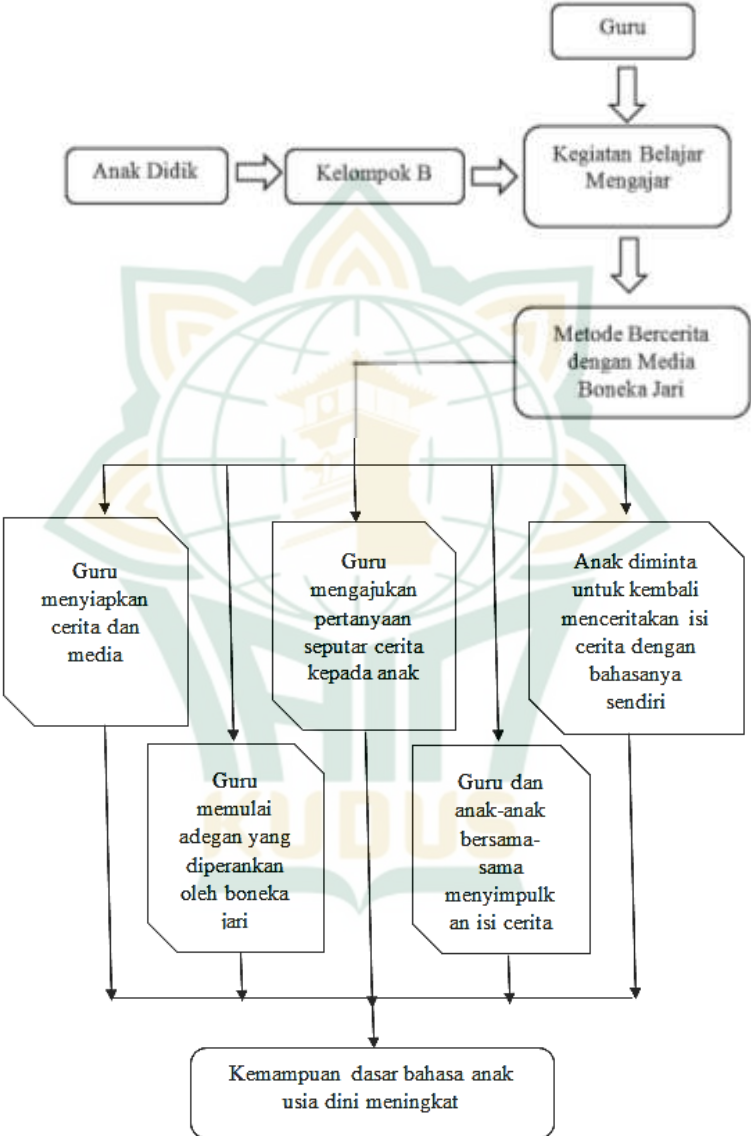 Guru
Anak Didik
Kelompok B
Kegiatan Belajar
Mengajar
Metode Bercerita
dengan Media
Boneka Jari
Guru
menyiapkan
cerita dan
media
Guru
mengajukan
pertanyaan
seputar cerita
kepada anak
Anak diminta
untuk kembali
menceritakan isi
cerita dengan
bahasanya
sendiri
Guru
memulai
adegan yang
diperankan
oleh boneka
jari
Guru dan
anak-anak
bersama-
sama
menyimpulk
an isi cerita
KUDUS
Kemampuan dasar bahasa anak
usia dini meningkat